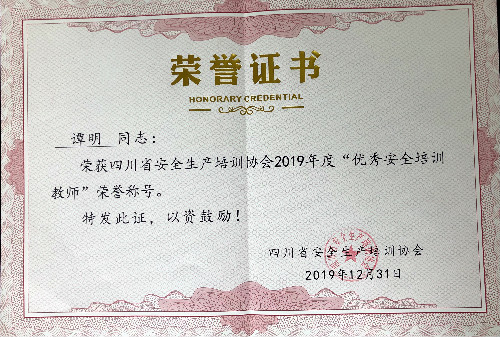 荣誉证书
HONORARY CREDENTIAL
谭明 同志：
荣获四川省安全生产培训协会2019年度“优秀安全培训
教师”荣誉称号。
特发此证，以资鼓励！
四川省安全生产培训协会
2019年12月31日